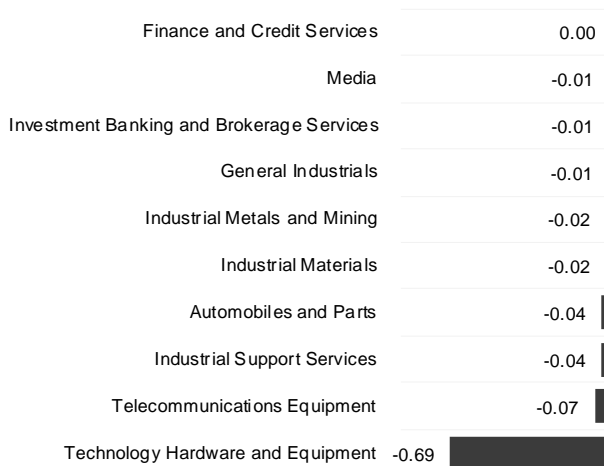 Finance and Credit Services 0.00
Media -0.01
Investment Banking and Brokerage Services -0.01
General Industrials -0.01
Industrial Metals and Mining -0.02
Industrial Materials -0.02
Automobiles and Parts -0.04
Industrial Support Services -0.04
Telecommunications Equipment -0.07
Technology Hardware and Equipment -0.69